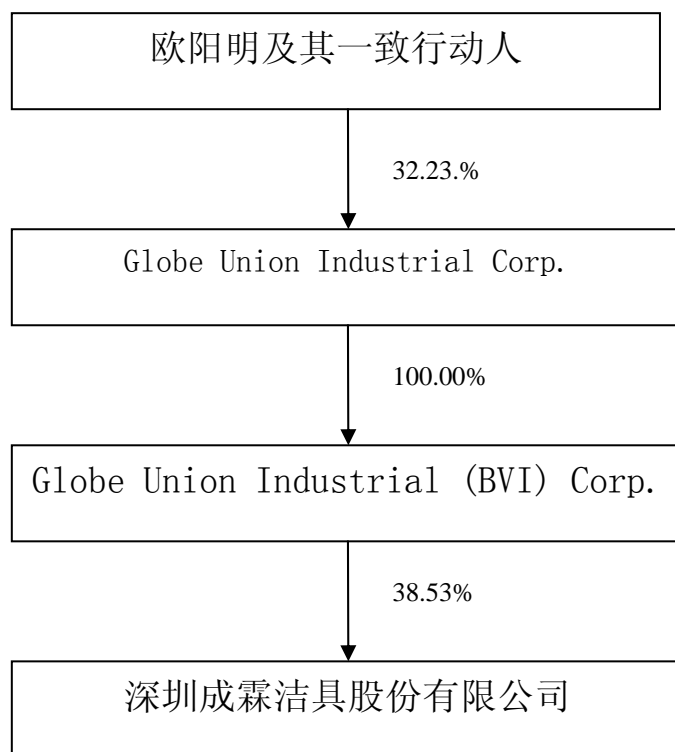 欧阳明及其一致行动人
32.23.%
Globe Union Industrial Corp.
100.00%
Globe Union Industrial (BVI) Corp.
38.53%
深圳成霖洁具股份有限公司